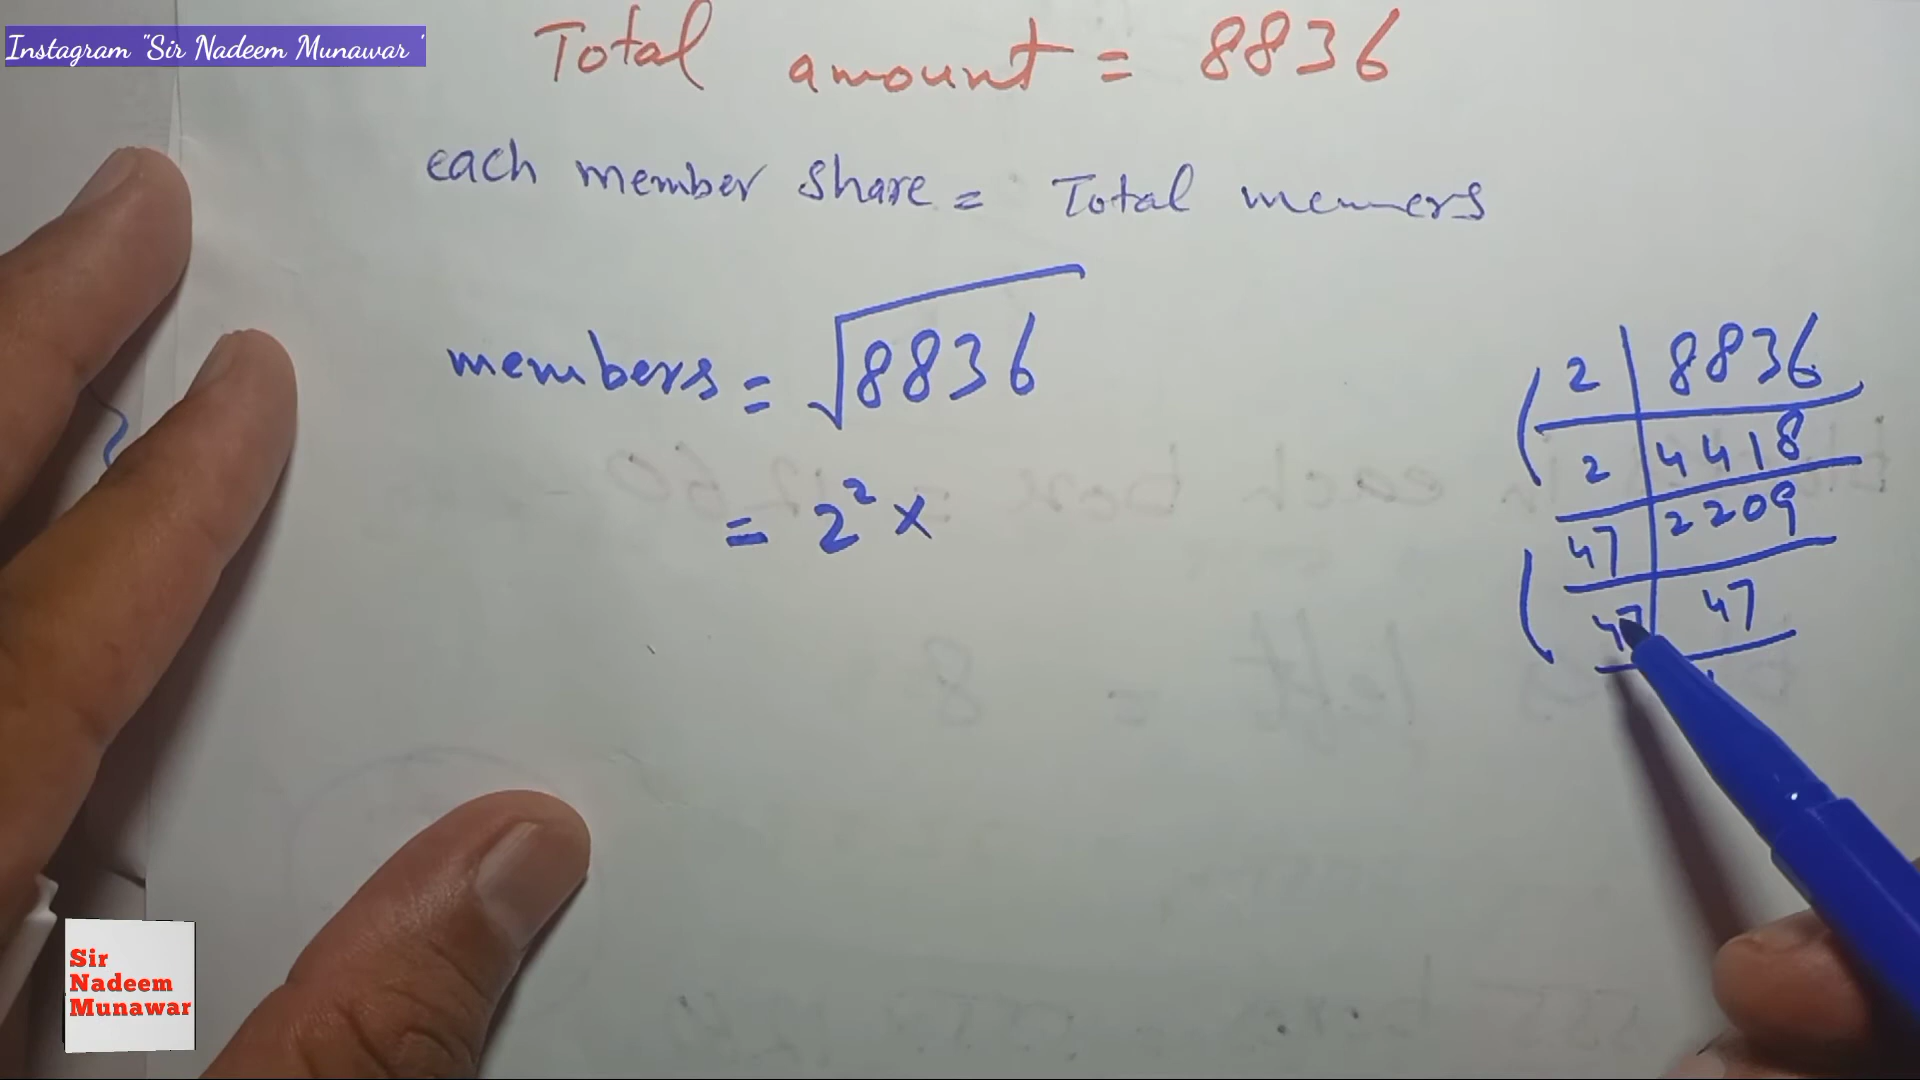 Instagram "Sir Nadeem Munawar '
Total amount = 8836
each member share = Total memers
members = √8836
= 2² ×
2 | 8836
2 | 4418
47 | 2209
47 | 47
Sir
Nadeem
Munawar